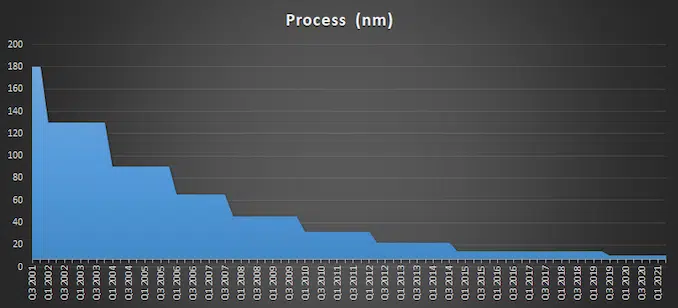 Process (nm)
200
180
160
140
120
100
80
60
40
20
0
Q3.2001
Q1.2002
Q3.2002
Q1.2003
Q3.2003
Q1.2004
Q3.2004
Q1.2005
Q3.2005
Q1.2006
Q3.2006
Q1.2007
Q3.2007
Q1.2008
Q3.2008
Q1.2009
Q3.2009
Q1.2010
Q3.2010
Q1.2011
Q3.2011
Q1.2012
Q3.2012
Q1.2013
Q3.2013
Q1.2014
Q3.2014
Q1.2015
Q3.2015
Q1.2016
Q3.2016
Q1.2017
Q3.2017
Q1.2018
Q3.2018
Q1.2019
Q3.2019
Q1.2020
Q3.2020
Q1.2021